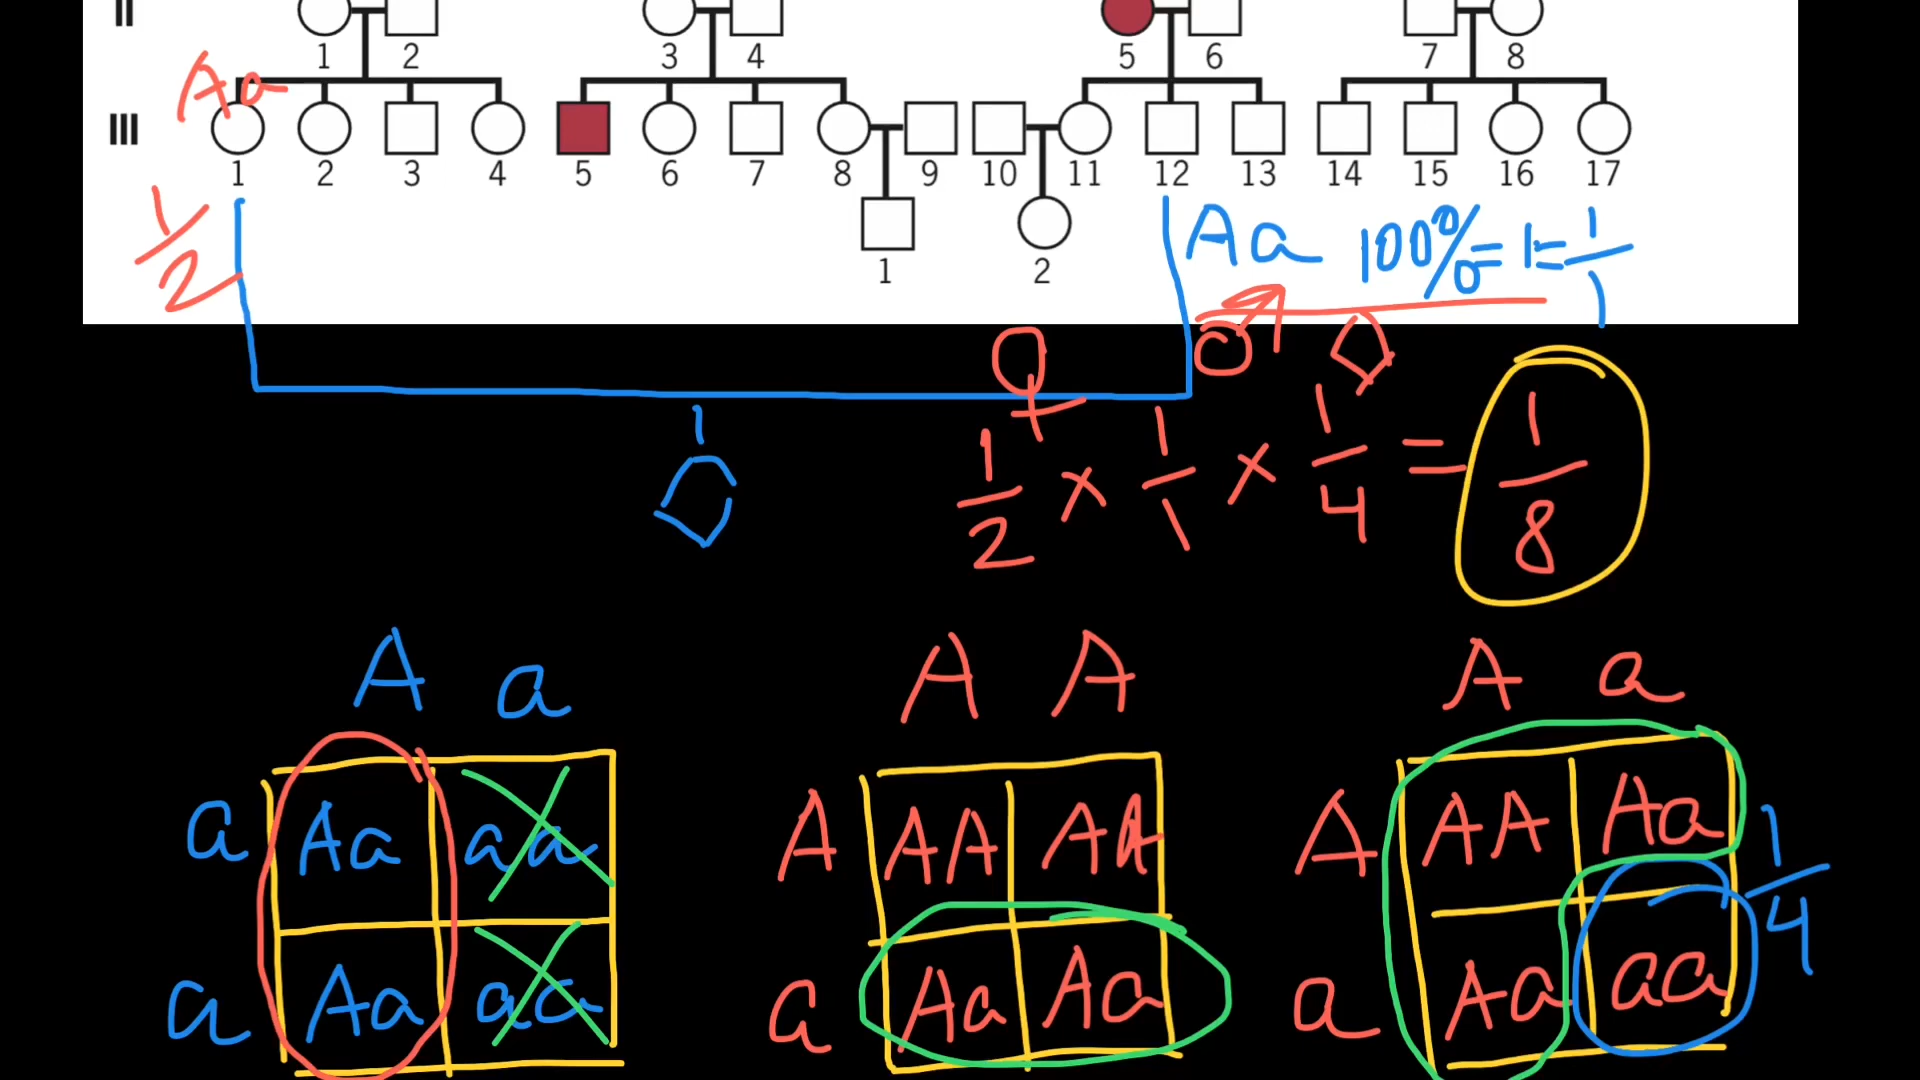 II
1 2 3 4 5 6 7 8
Aa
III
1 2 3 4 5 6 7 8 9 10 11 12 13 14 15 16 17
1/2
Aa 100% = 1 = 1/1
1 2
♀ ♂ ◇
◇
1/2 × 1/1 × 1/4 = 1/8
A a A A A a
a Aa aa A AA AA A AA Aa 1/4
a Aa aa a Aa Aa a Aa aa